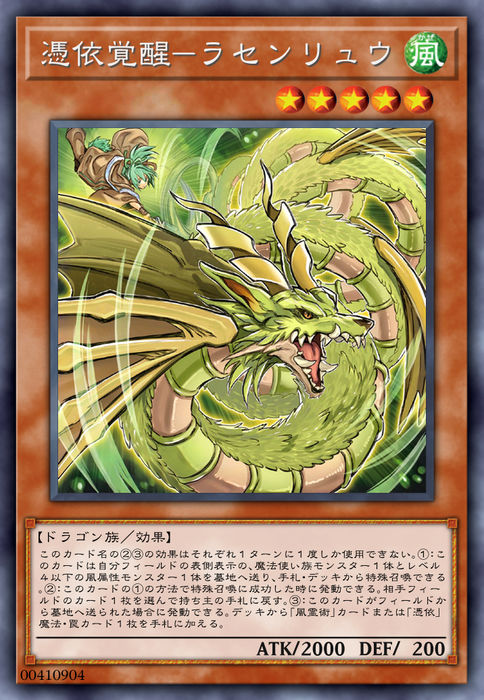 憑依覚醒－ラセンリュウ
かぜ
風
【ドラゴン族／効果】
このカード名の②③の効果はそれぞれ１ターンに１度しか使用できない。①：こ
のカードは自分フィールドの表側表示の、魔法使い族モンスター１体とレベル
４以下の風属性モンスター１体を墓地へ送り、手札・デッキから特殊召喚できる。
②：このカードの①の方法で特殊召喚に成功した時に発動できる。相手フィー
ルドのカード１枚を選んで持ち主の手札に戻す。③：このカードがフィールドか
ら墓地へ送られた場合に発動できる。デッキから「風霊術」カードまたは「憑依」
魔法・罠カード１枚を手札に加える。
ATK/2000 DEF/ 200
00410904